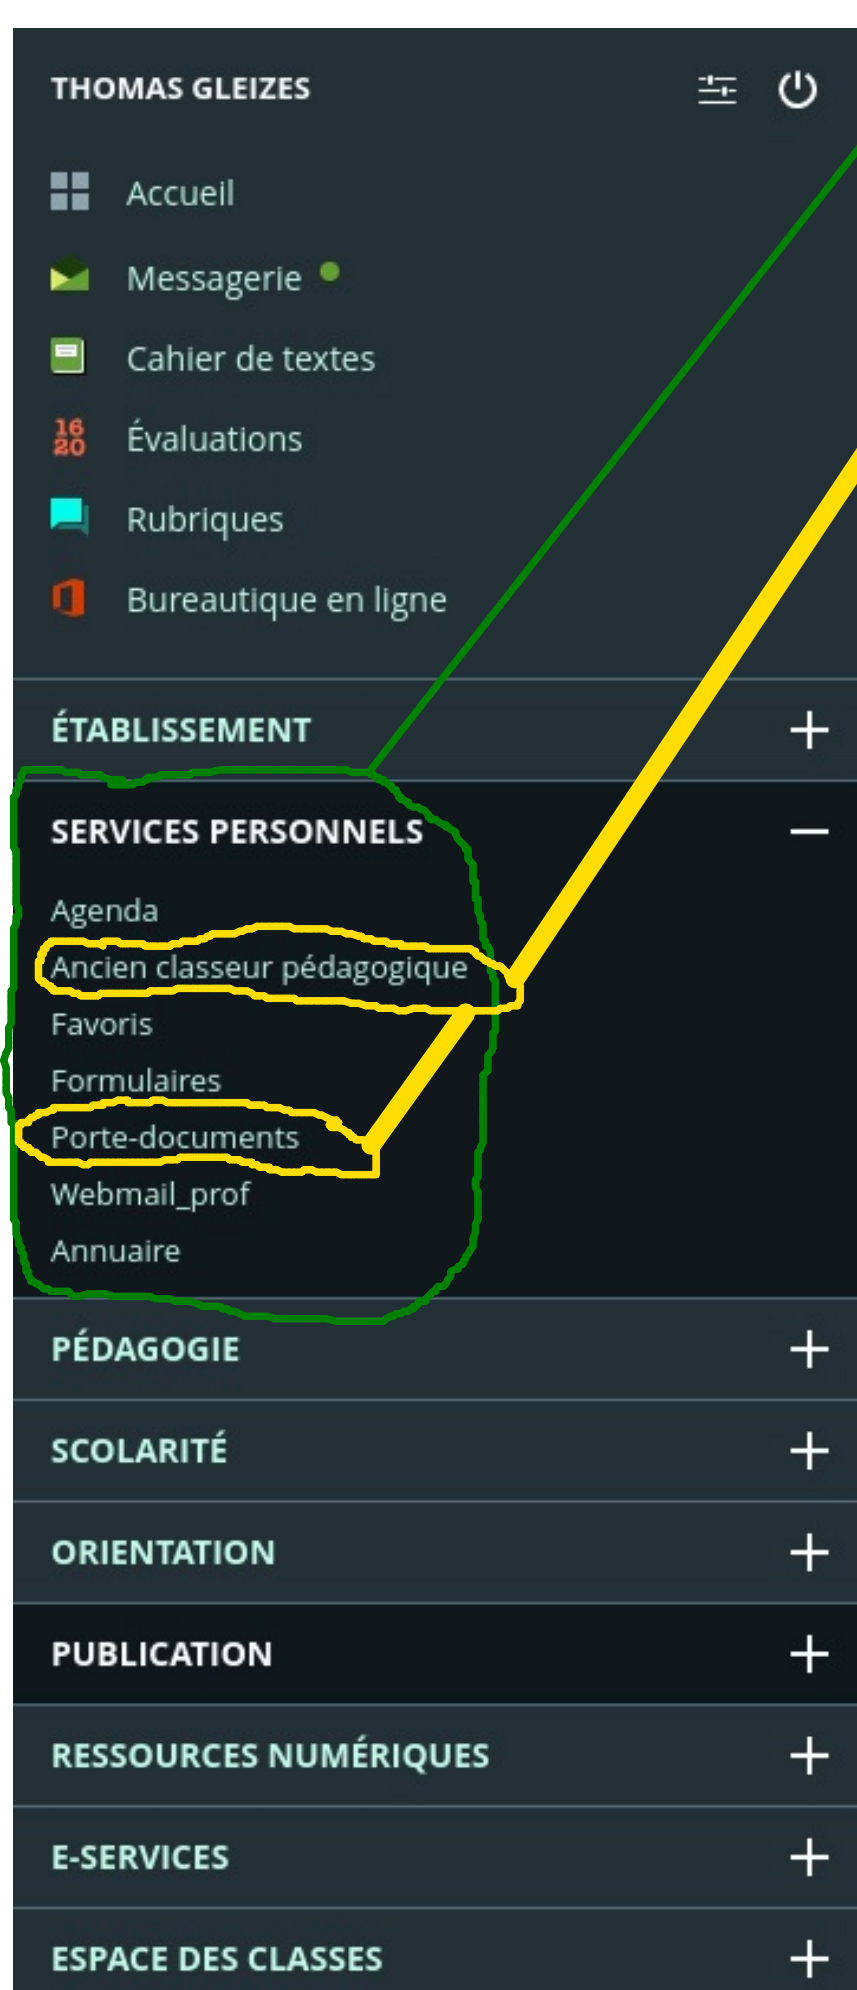 THOMAS GLEIZES
Accueil
Messagerie
Cahier de textes
16
20
Évaluations
Rubriques
Bureautique en ligne
ÉTABLISSEMENT
SERVICES PERSONNELS
Agenda
Ancien classeur pédagogique
Favoris
Formulaires
Porte-documents
Webmail_prof
Annuaire
PÉDAGOGIE
SCOLARITÉ
ORIENTATION
PUBLICATION
RESSOURCES NUMÉRIQUES
E-SERVICES
ESPACE DES CLASSES